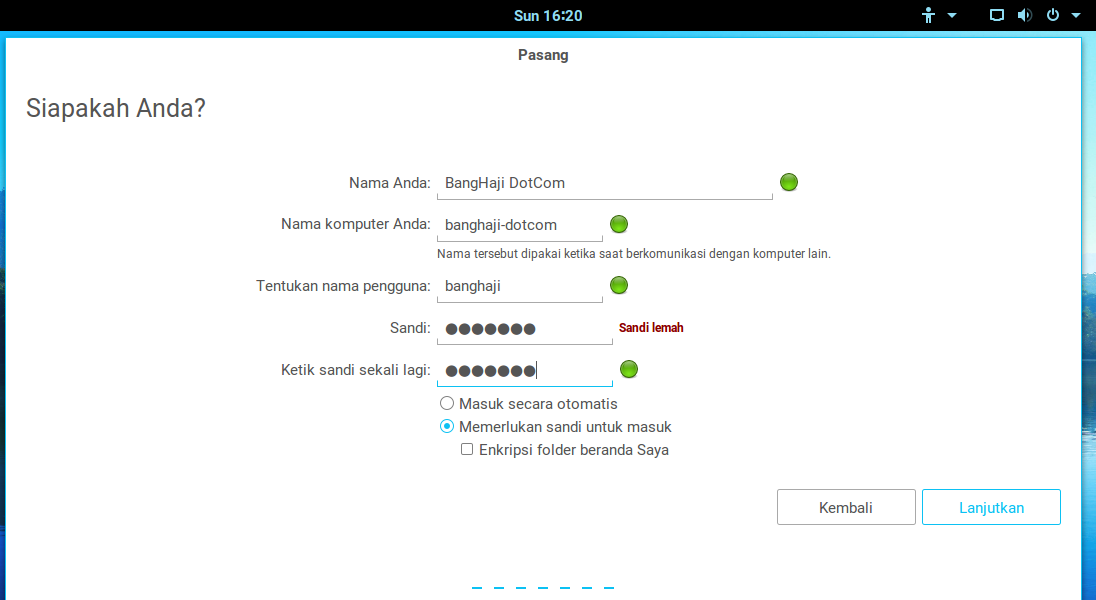 Sun 16:20
Pasang
Siapakah Anda?
Nama Anda: BangHaji DotCom
Nama komputer Anda: banghaji-dotcom
Nama tersebut dipakai ketika saat berkomunikasi dengan komputer lain.
Tentukan nama pengguna: banghaji
Sandi: ●●●●●●● Sandi lemah
Ketik sandi sekali lagi: ●●●●●●●
Masuk secara otomatis
Memerlukan sandi untuk masuk
Enkripsi folder beranda Saya
Kembali Lanjutkan